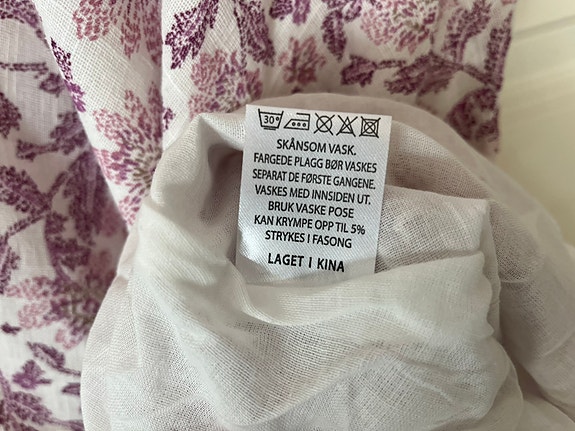 30°
SKÅNSOM VASK.
FARGEDE PLAGG BØR VASKES
SEPARAT DE FØRSTE GANGENE.
VASKES MED INNSIDEN UT.
BRUK VASKE POSE
KAN KRYMPE OPP TIL 5%
STRYKES I FASONG
LAGET I KINA